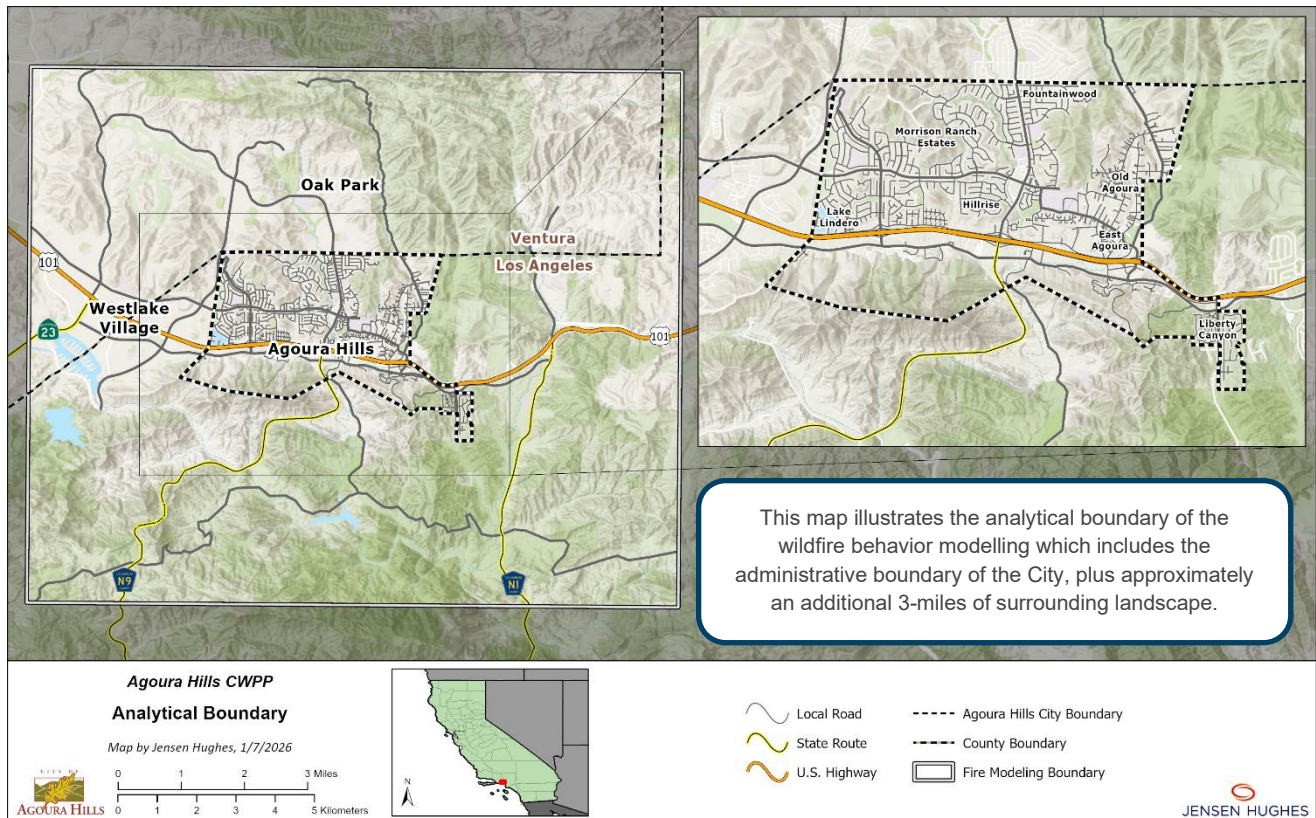 Oak Park
Ventura
Los Angeles
101
Westlake
Village
23
Agoura Hills
101
N9
N1
Fountainwood
Morrison Ranch
Estates
Old
Agoura
Hillrise
Lake
Lindero
East
Agoura
Liberty
Canyon
This map illustrates the analytical boundary of the
wildfire behavior modelling which includes the
administrative boundary of the City, plus approximately
an additional 3-miles of surrounding landscape.
Agoura Hills CWPP
Analytical Boundary
Map by Jensen Hughes, 1/7/2026
CITY OF
AGOURA HILLS
0 1 2 3 Miles
0 1 2 3 4 5 Kilometers
N
Local Road
State Route
U.S. Highway
Agoura Hills City Boundary
County Boundary
Fire Modeling Boundary
JENSEN HUGHES